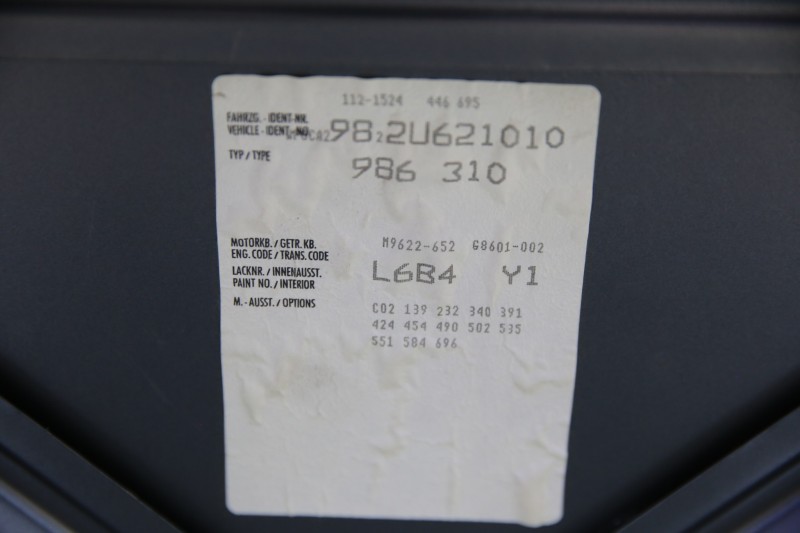 112-1524 446 695
FAHRZG. - IDENT-NR.
VEHICLE - IDENT-NO. 982 2U621010
TYP / TYPE 986 310
MOTORKB. / GETR. KB. M9622-652 G8601-002
ENG. CODE / TRANS. CODE
LACKNR. / INNENAUSST. L6B4 Y1
PAINT NO. / INTERIOR
M. - AUSST. / OPTIONS C02 139 232 340 391
424 454 490 502 535
551 584 696